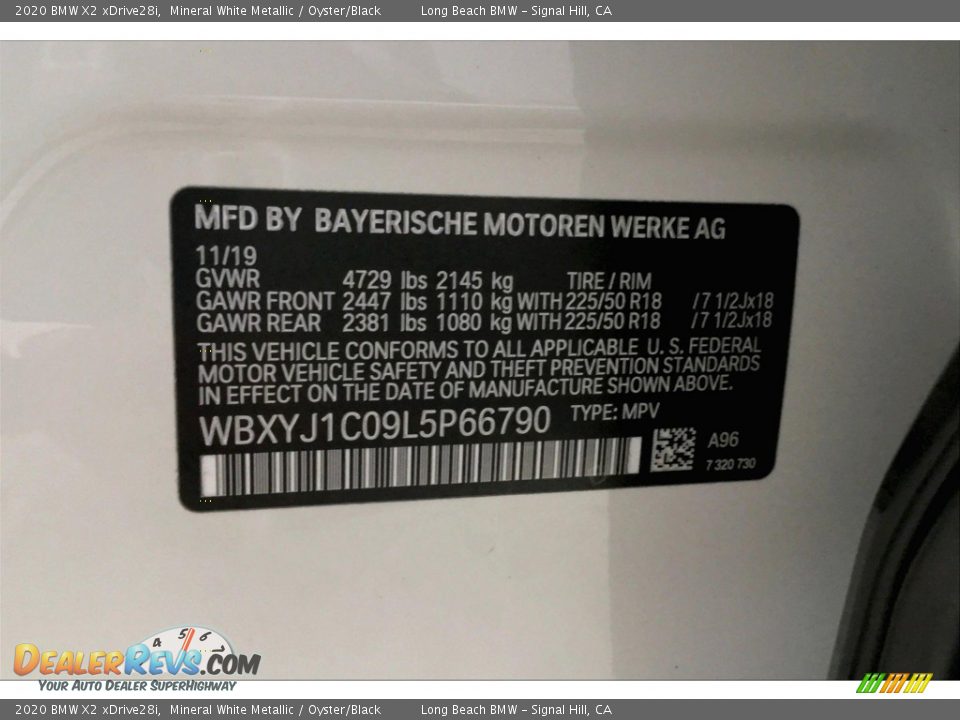 2020 BMW X2 xDrive28i, Mineral White Metallic / Oyster/Black Long Beach BMW - Signal Hill, CA
MFD BY BAYERISCHE MOTOREN WERKE AG
11/19
GVWR 4729 lbs 2145 kg TIRE / RIM
GAWR FRONT 2447 lbs 1110 kg WITH 225/50 R18 / 7 1/2Jx18
GAWR REAR 2381 lbs 1080 kg WITH 225/50 R18 / 7 1/2Jx18
THIS VEHICLE CONFORMS TO ALL APPLICABLE U. S. FEDERAL
MOTOR VEHICLE SAFETY AND THEFT PREVENTION STANDARDS
IN EFFECT ON THE DATE OF MANUFACTURE SHOWN ABOVE.
WBXYJ1C09L5P66790 TYPE: MPV
A96
7 320 730
4 5 6 7
DEALERREVS.COM
YOUR AUTO DEALER SUPERHIGHWAY
2020 BMW X2 xDrive28i, Mineral White Metallic / Oyster/Black Long Beach BMW - Signal Hill, CA